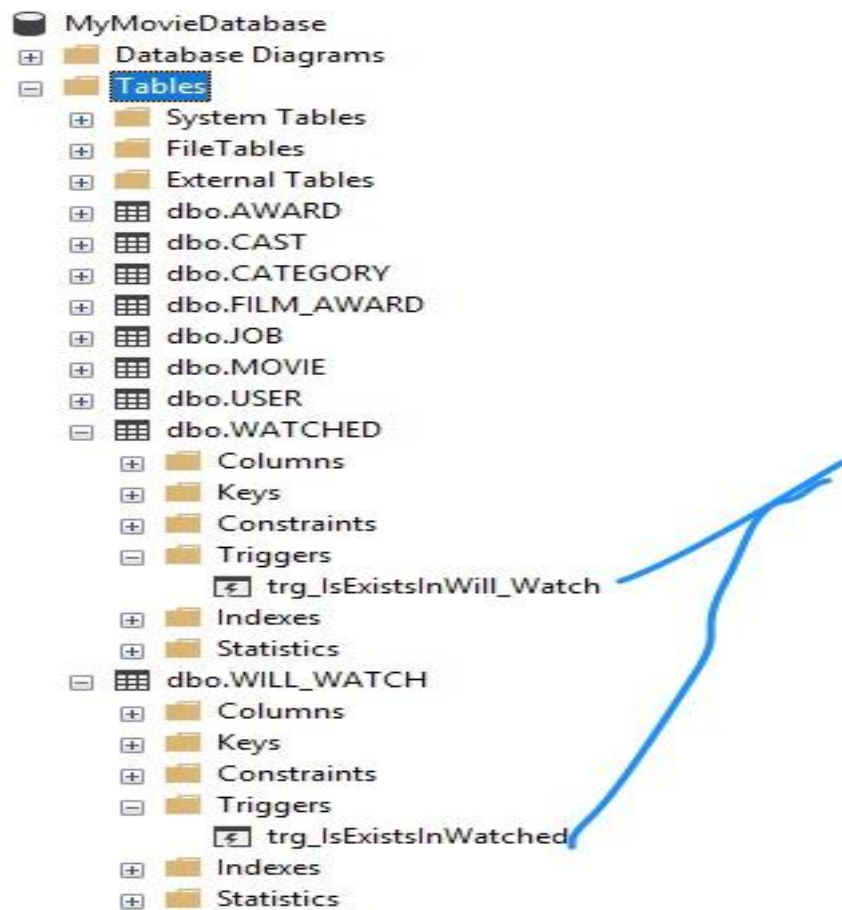 MyMovieDatabase
Database Diagrams
Tables
System Tables
FileTables
External Tables
dbo.AWARD
dbo.CAST
dbo.CATEGORY
dbo.FILM_AWARD
dbo.JOB
dbo.MOVIE
dbo.USER
dbo.WATCHED
Columns
Keys
Constraints
Triggers
trg_IsExistsInWill_Watch
Indexes
Statistics
dbo.WILL_WATCH
Columns
Keys
Constraints
Triggers
trg_IsExistsInWatched
Indexes
Statistics